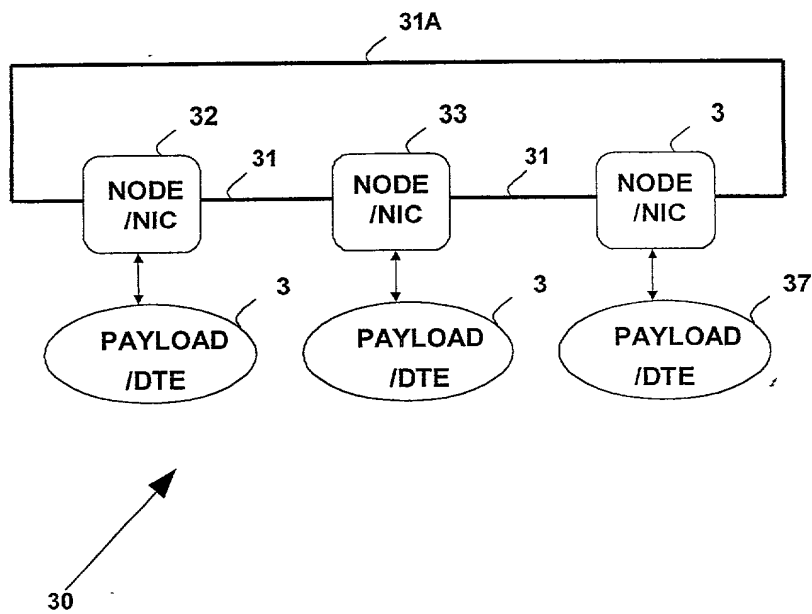 31A
32
33
3
31
31
NODE
/NIC
NODE
/NIC
NODE
/NIC
3
3
37
PAYLOAD
/DTE
PAYLOAD
/DTE
PAYLOAD
/DTE
30